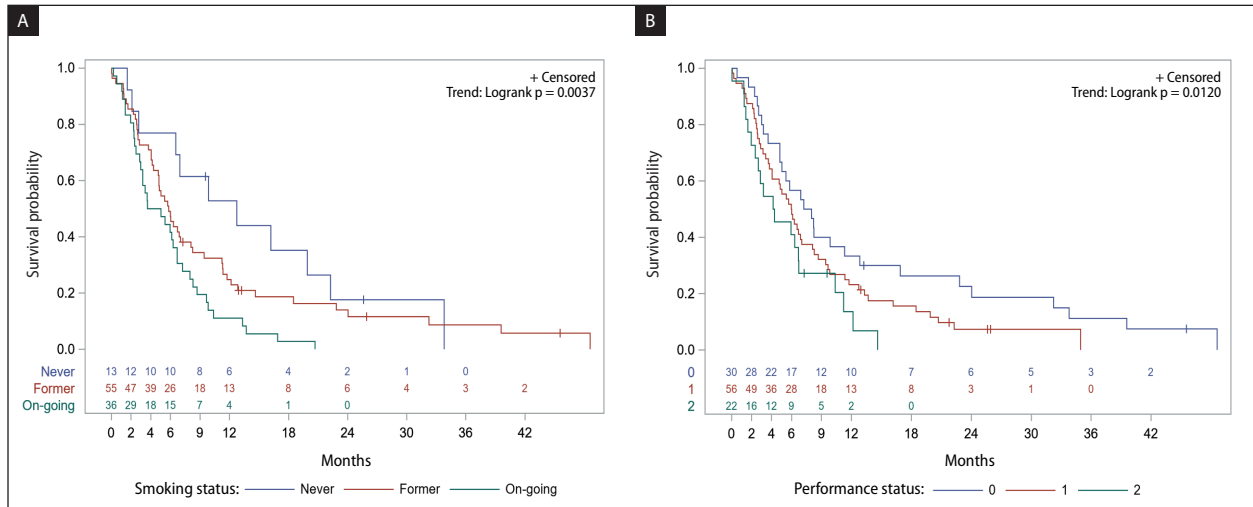 A
+ Censored
Trend: Logrank p = 0.0037
Survival probability
1.0
0.8
0.6
0.4
0.2
0.0
Never 13 12 10 10 8 6 4 2 1 0
Former 55 47 39 26 18 13 8 6 4 3 2
On-going 36 29 18 15 7 4 1 0
0 2 4 6 9 12 18 24 30 36 42
Months
Smoking status: Never Former On-going
B
+ Censored
Trend: Logrank p = 0.0120
Survival probability
1.0
0.8
0.6
0.4
0.2
0.0
0 30 28 22 17 12 10 7 6 5 3 2
1 56 49 36 28 18 13 8 3 1 0
2 22 16 12 9 5 2 0
0 2 4 6 9 12 18 24 30 36 42
Months
Performance status: 0 1 2